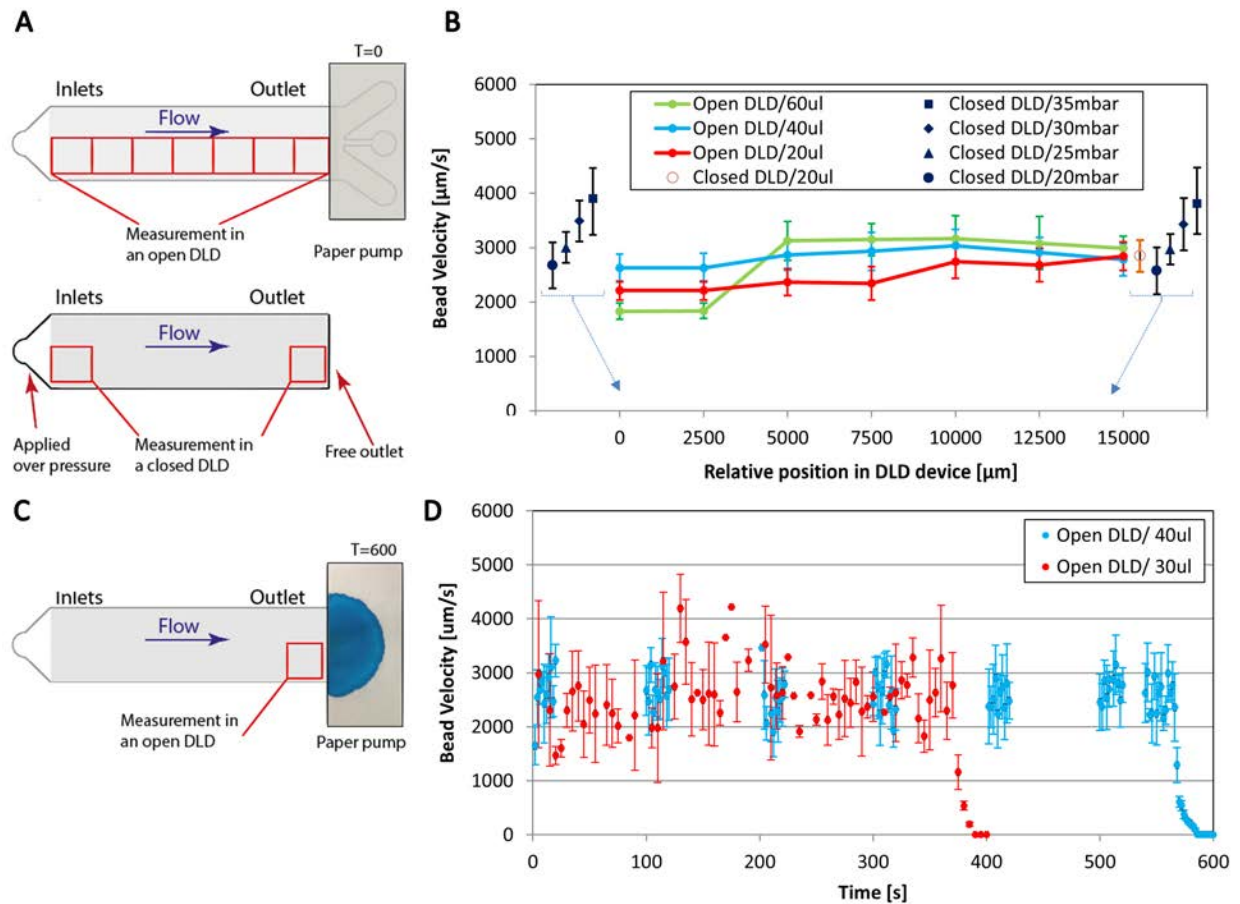 A
T=0
Inlets
Outlet
Flow
Measurement in
an open DLD
Paper pump
Inlets
Outlet
Flow
Applied
over pressure
Measurement in
a closed DLD
Free outlet
B
Bead Velocity [μm/s]
6000
5000
4000
3000
2000
1000
0
Open DLD/60ul
Open DLD/40ul
Open DLD/20ul
Closed DLD/20ul
Closed DLD/35mbar
Closed DLD/30mbar
Closed DLD/25mbar
Closed DLD/20mbar
0 2500 5000 7500 10000 12500 15000
Relative position in DLD device [μm]
C
T=600
Inlets
Outlet
Flow
Measurement in
an open DLD
Paper pump
D
Bead Velocity [um/s]
6000
5000
4000
3000
2000
1000
0
Open DLD/ 40ul
Open DLD/ 30ul
0 100 200 300 400 500 600
Time [s]